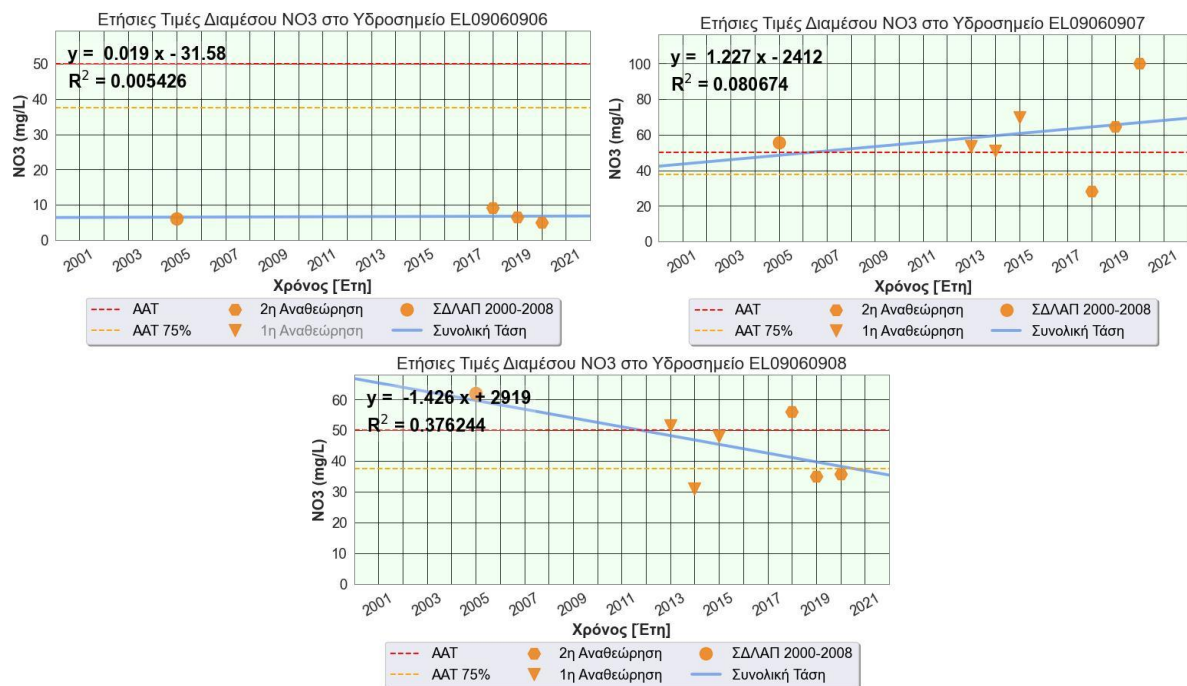 Ετήσιες Τιμές Διαμέσου NO3 στο Υδροσημείο EL09060906
y = 0.019 x - 31.58
R² = 0.005426
NO3 (mg/L)
50
40
30
20
10
0
2001 2003 2005 2007 2009 2011 2013 2015 2017 2019 2021
Χρόνος [Έτη]
ΑΑΤ 2η Αναθεώρηση ΣΔΛΑΠ 2000-2008
ΑΑΤ 75% 1η Αναθεώρηση Συνολική Τάση
Ετήσιες Τιμές Διαμέσου NO3 στο Υδροσημείο EL09060907
y = 1.227 x - 2412
R² = 0.080674
NO3 (mg/L)
100
80
60
40
20
0
2001 2003 2005 2007 2009 2011 2013 2015 2017 2019 2021
Χρόνος [Έτη]
ΑΑΤ 2η Αναθεώρηση ΣΔΛΑΠ 2000-2008
ΑΑΤ 75% 1η Αναθεώρηση Συνολική Τάση
Ετήσιες Τιμές Διαμέσου NO3 στο Υδροσημείο EL09060908
y = -1.426 x + 2919
R² = 0.376244
NO3 (mg/L)
60
50
40
30
20
10
0
2001 2003 2005 2007 2009 2011 2013 2015 2017 2019 2021
Χρόνος [Έτη]
ΑΑΤ 2η Αναθεώρηση ΣΔΛΑΠ 2000-2008
ΑΑΤ 75% 1η Αναθεώρηση Συνολική Τάση